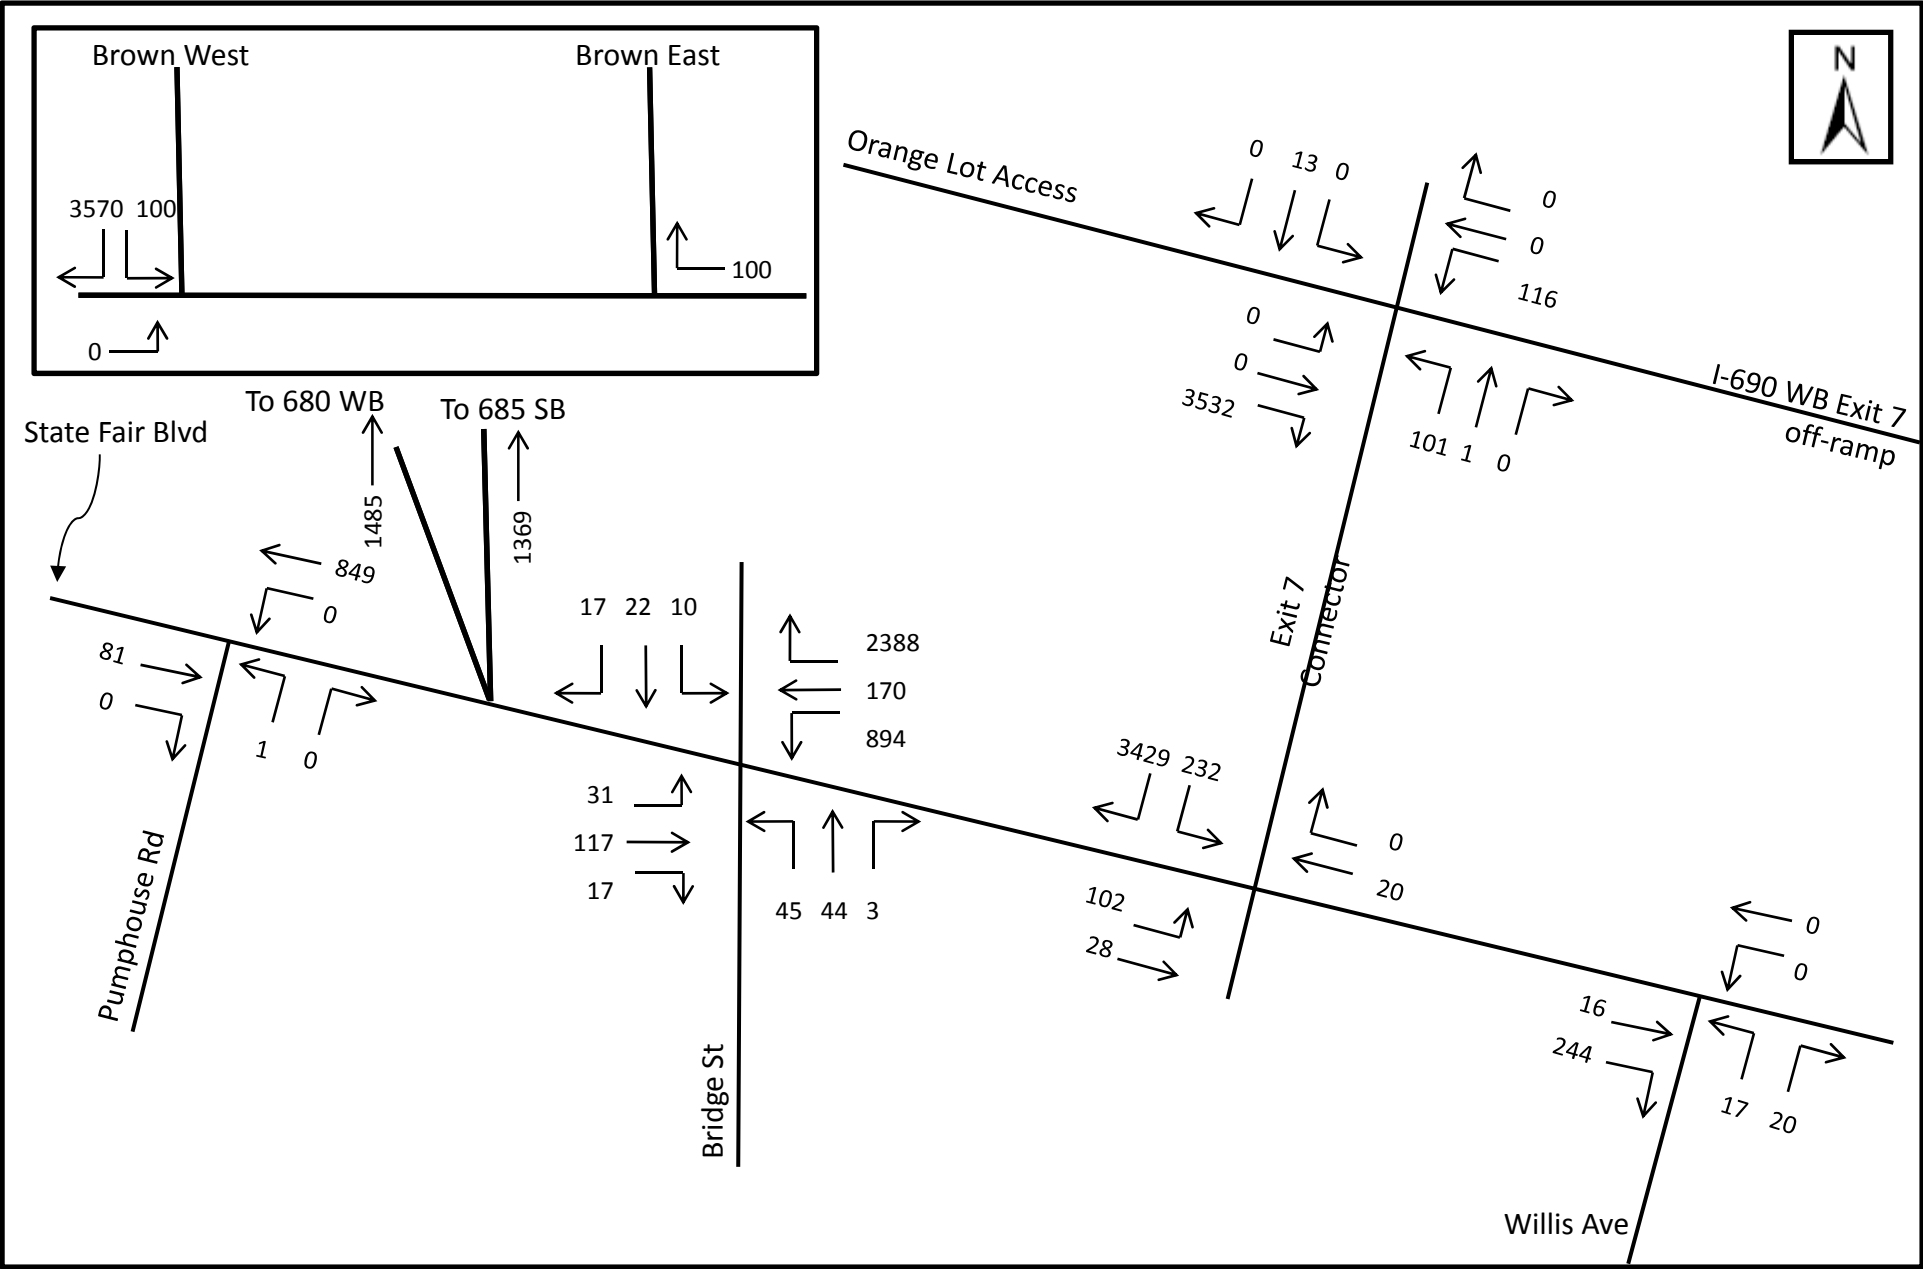 Brown West
Brown East
N
3570 100
100
0
Orange Lot Access
0 13 0
0
0
116
0
0
3532
101 1 0
I-690 WB Exit 7
off-ramp
To 680 WB
To 685 SB
State Fair Blvd
1485
1369
849
0
81
0
1 0
17 22 10
2388
170
894
31
117
17
45 44 3
Exit 7
Connector
3429 232
0
20
102
28
0
0
16
244
17 20
Pumphouse Rd
Bridge St
Willis Ave